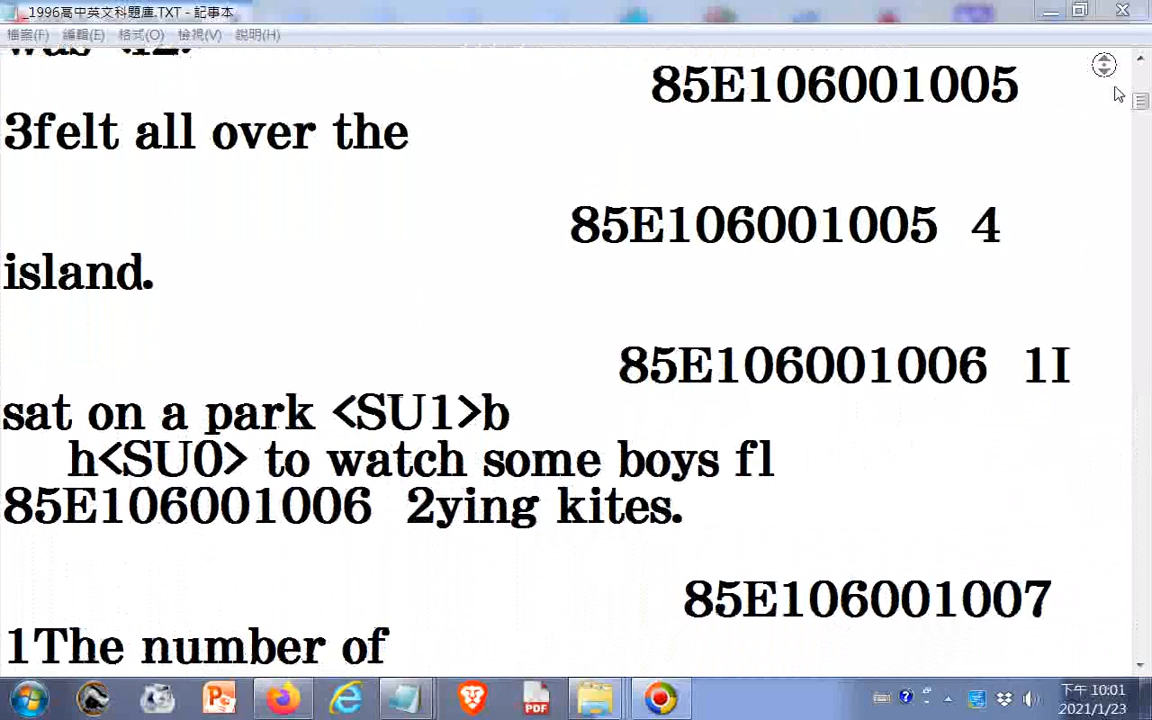 _1996高中英文科題庫.TXT - 記事本
檔案(F) 編輯(E) 格式(O) 檢視(V) 說明(H)
was
85E106001005
3felt all over the
85E106001005 4
island.
85E106001006 1I
sat on a park <SU1>b
h<SU0> to watch some boys fl
85E106001006 2ying kites.
85E106001007
1The number of
PDF
下午 10:01
2021/1/23